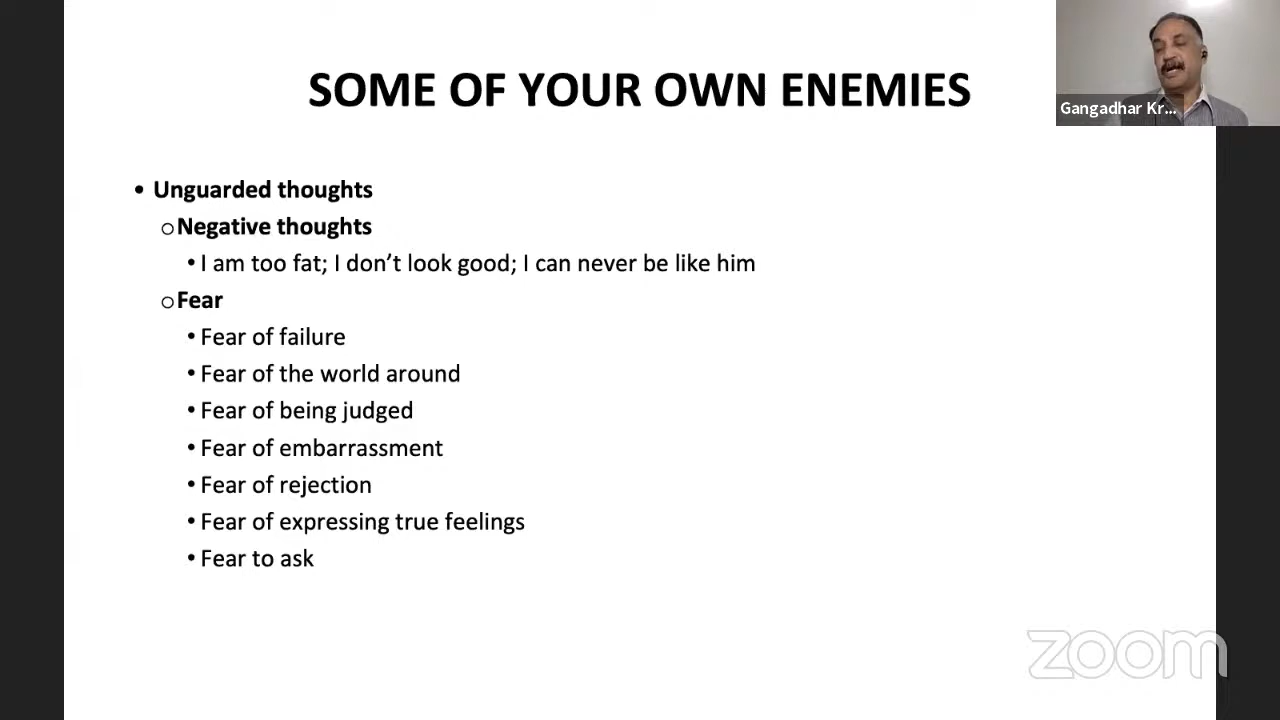 SOME OF YOUR OWN ENEMIES
Gangadhar Kr...
• Unguarded thoughts
o Negative thoughts
• I am too fat; I don’t look good; I can never be like him
o Fear
• Fear of failure
• Fear of the world around
• Fear of being judged
• Fear of embarrassment
• Fear of rejection
• Fear of expressing true feelings
• Fear to ask
zoom